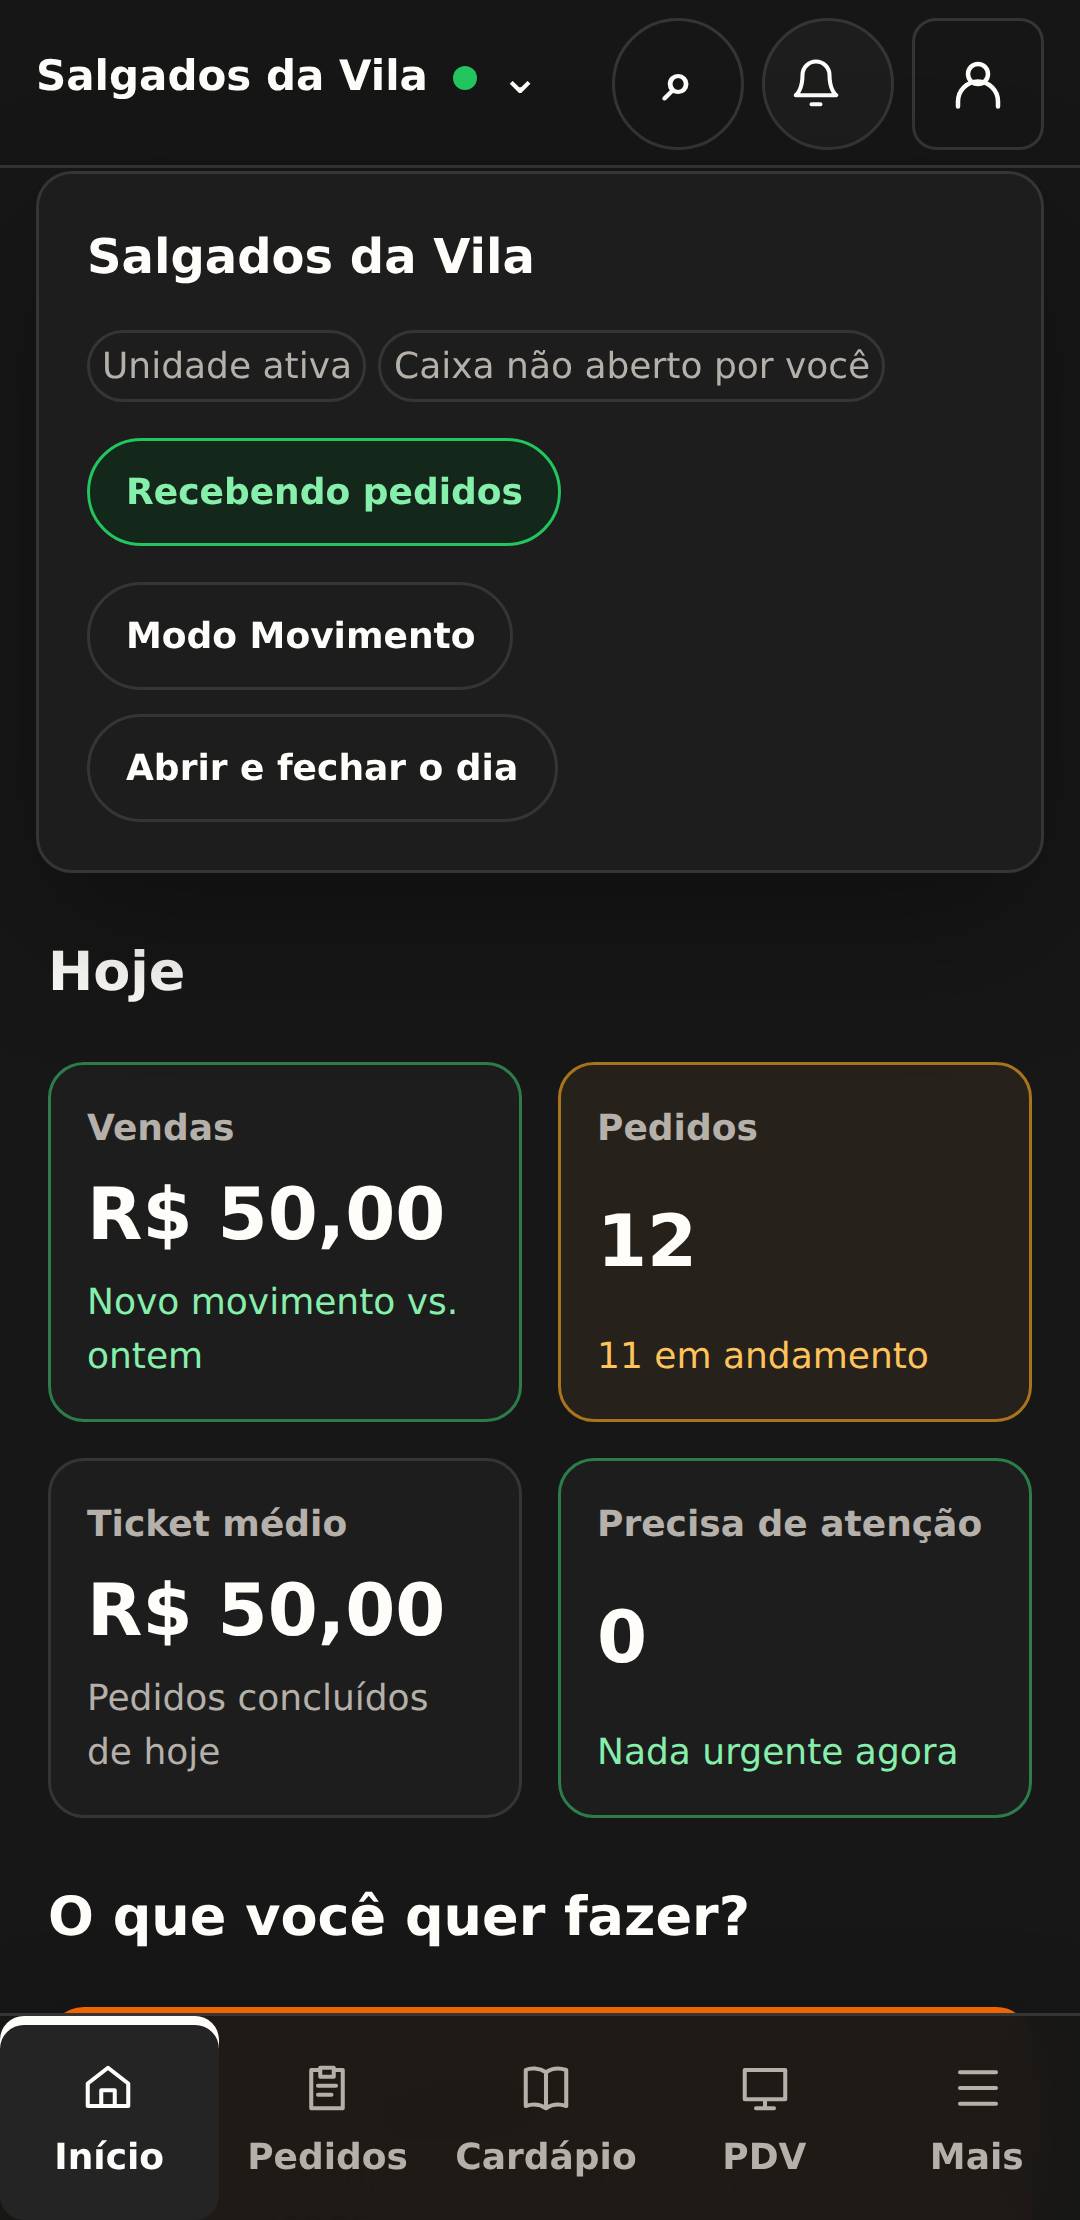 Salgados da Vila
Salgados da Vila
Unidade ativa
Caixa não aberto por você
Recebendo pedidos
Modo Movimento
Abrir e fechar o dia
Hoje
Vendas
R$ 50,00
Novo movimento vs.
ontem
Pedidos
12
11 em andamento
Ticket médio
R$ 50,00
Pedidos concluídos
de hoje
Precisa de atenção
0
Nada urgente agora
O que você quer fazer?
Início
Pedidos
Cardápio
PDV
Mais